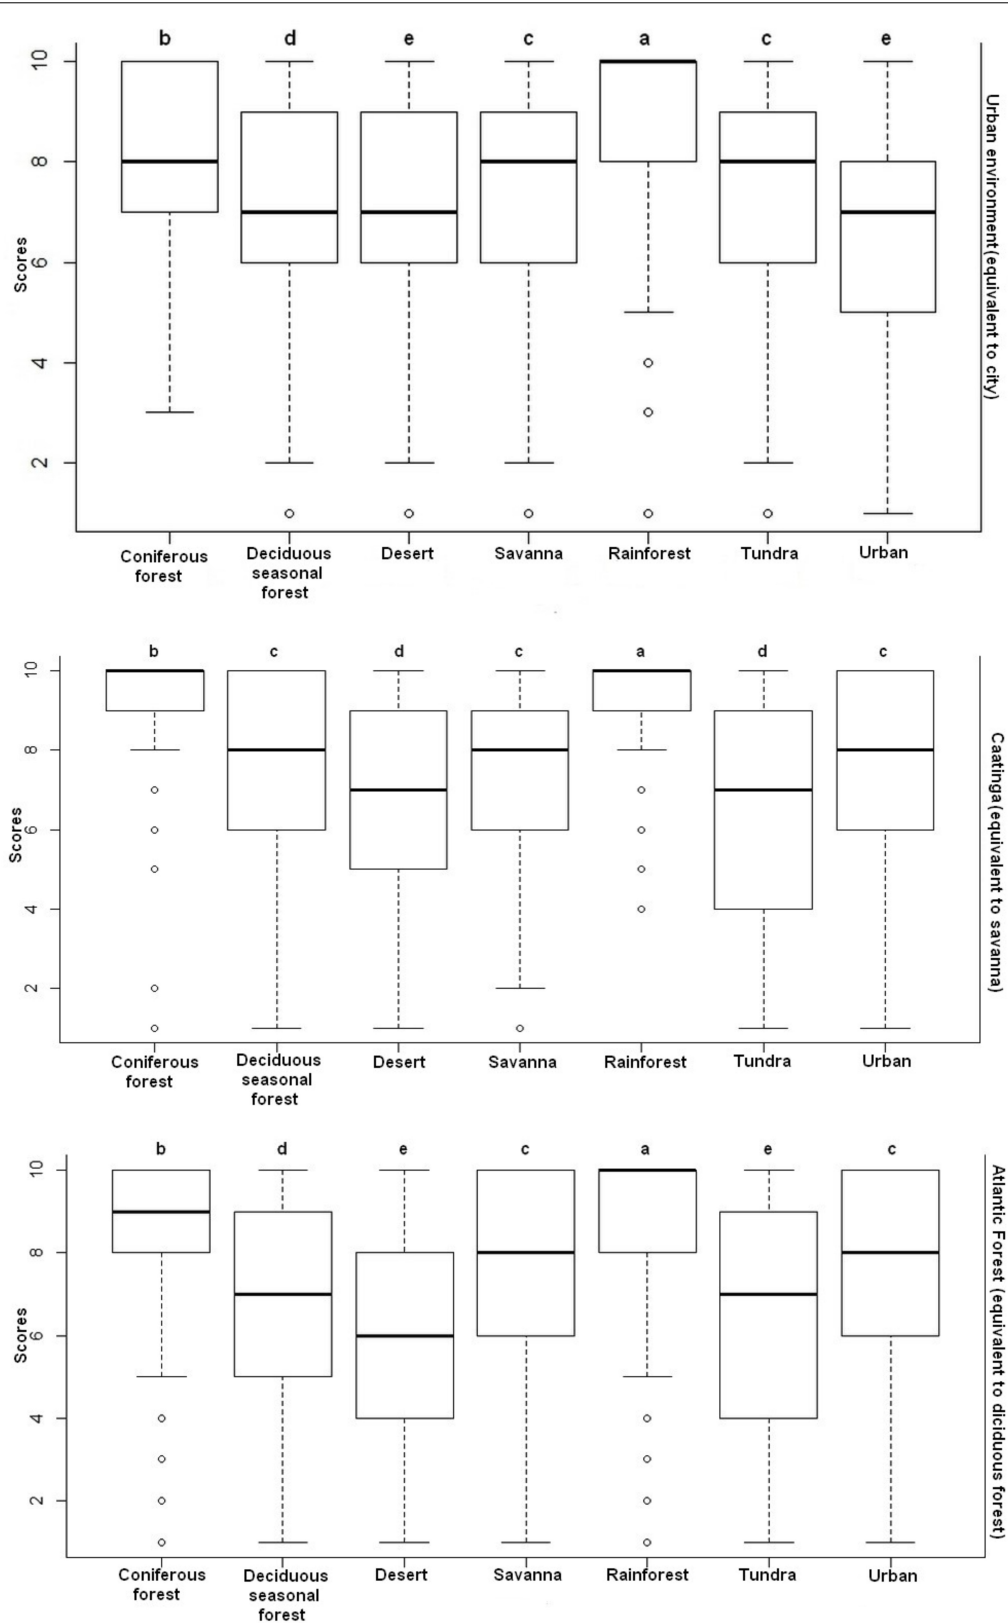 b d e c a c e
10
8
6
4
2
Scores
Urban environment (equivalent to city)
Coniferous
forest
Deciduous
seasonal
forest
Desert
Savanna
Rainforest
Tundra
Urban
b c d c a d c
10
8
6
4
2
Scores
Caatinga (equivalent to savanna)
Coniferous
forest
Deciduous
seasonal
forest
Desert
Savanna
Rainforest
Tundra
Urban
b d e c a e c
10
8
6
4
2
Scores
Atlantic Forest (equivalent to diciduous forest)
Coniferous
forest
Deciduous
seasonal
forest
Desert
Savanna
Rainforest
Tundra
Urban